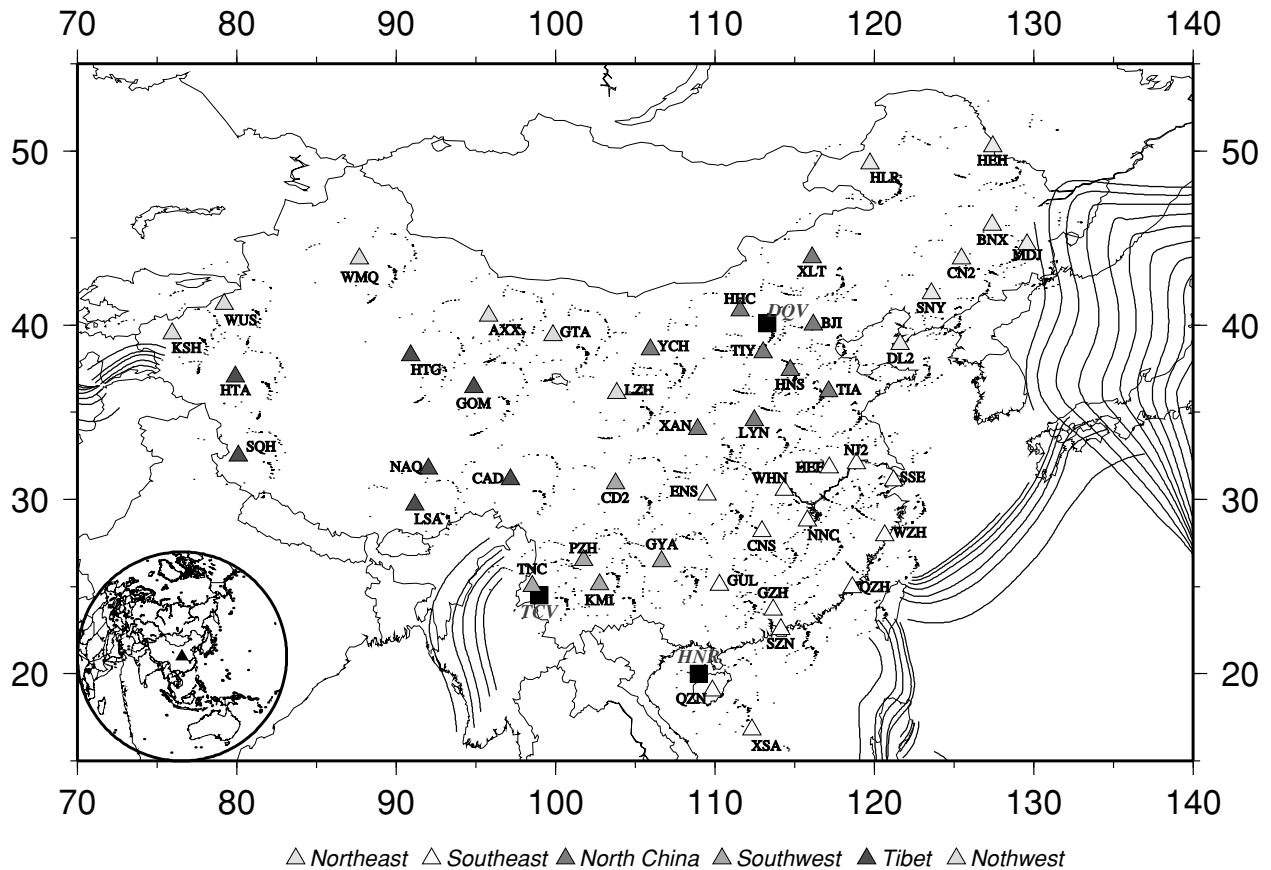 70 80 90 100 110 120 130 140
50 50
HEH
HLR
BNX
MDJ
WMQ
XLT
CN2
SNY
HHC
DQV
WUS
AXX
GTA
BJI
40 40
KSH
YCH
TIY
DL2
HTG
HTA
GOM
LZH
HNS
TIA
XAN
LYN
SQH
NJ2
NAQ
CAD
WHN
HEF
SSE
CD2
ENS
30 30
LSA
NNC
WZH
CNS
PZH
GYA
TNC
KMI
GUL
GZH
QZH
TCV
SZN
HNR
20 20
QZN
XSA
70 80 90 100 110 120 130 140
Northeast Southeast North China Southwest Tibet Nothwest